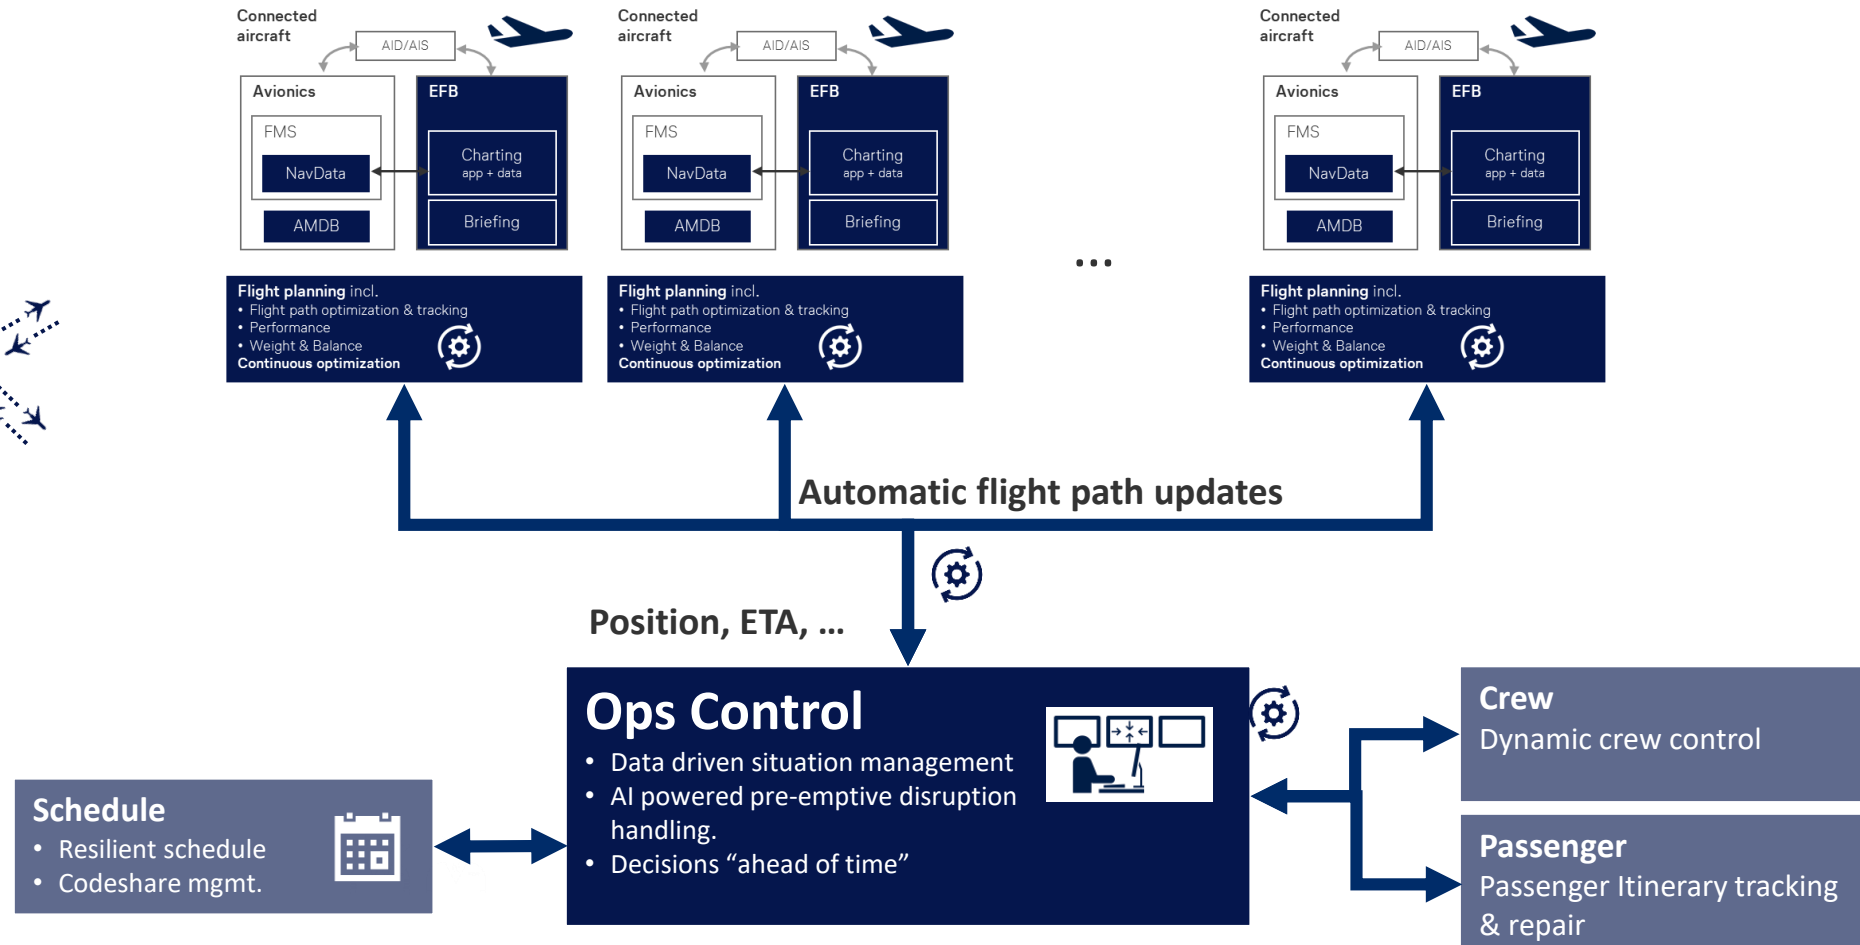 Connected
aircraft
AID/AIS
Avionics
EFB
FMS
NavData
Charting
app + data
AMDB
Briefing
Flight planning incl.
• Flight path optimization & tracking
• Performance
• Weight & Balance
Continuous optimization
Connected
aircraft
AID/AIS
Avionics
EFB
FMS
NavData
Charting
app + data
AMDB
Briefing
Flight planning incl.
• Flight path optimization & tracking
• Performance
• Weight & Balance
Continuous optimization
...
Connected
aircraft
AID/AIS
Avionics
EFB
FMS
NavData
Charting
app + data
AMDB
Briefing
Flight planning incl.
• Flight path optimization & tracking
• Performance
• Weight & Balance
Continuous optimization
Automatic flight path updates
Position, ETA, ...
Ops Control
• Data driven situation management
• AI powered pre-emptive disruption
handling.
• Decisions “ahead of time”
Schedule
• Resilient schedule
• Codeshare mgmt.
Crew
Dynamic crew control
Passenger
Passenger Itinerary tracking
& repair